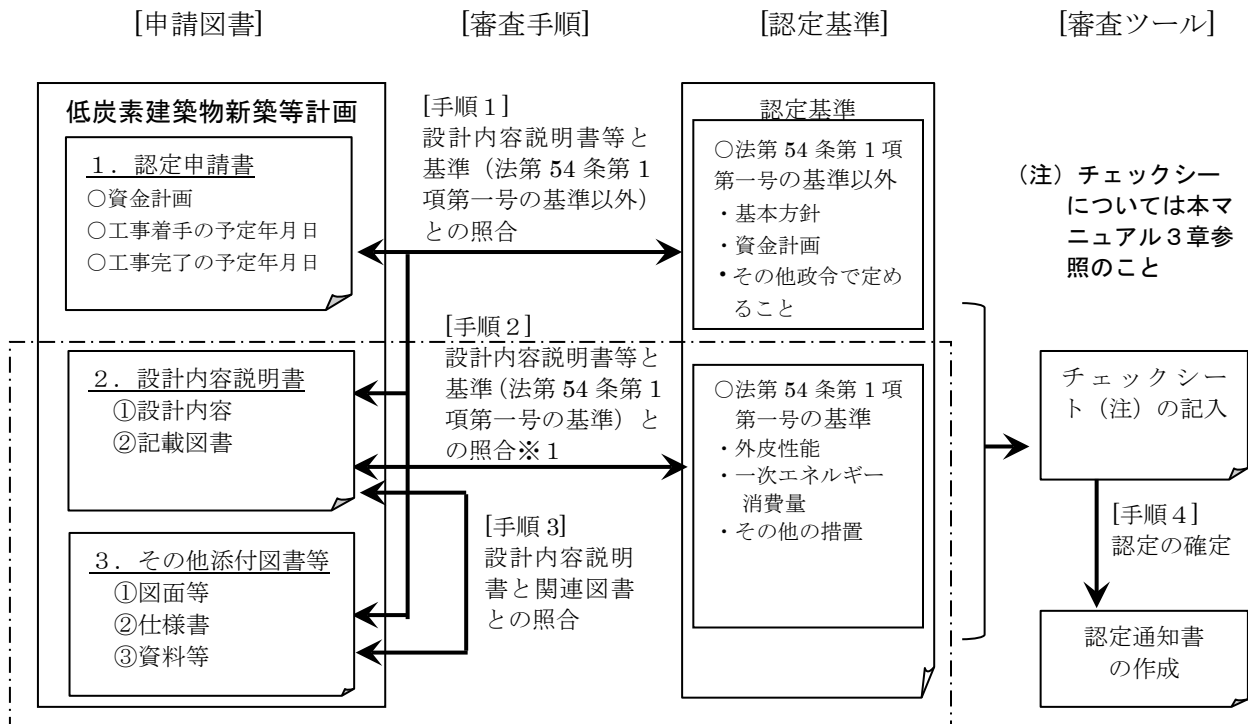 [申請図書]
[審査手順]
[認定基準]
[審査ツール]
低炭素建築物新築等計画
１．認定申請書
○資金計画
○工事着手の予定年月日
○工事完了の予定年月日
２．設計内容説明書
①設計内容
②記載図書
３．その他添付図書等
①図面等
②仕様書
③資料等
[手順１]
設計内容説明書等と
基準（法第 54 条第 1
項第一号の基準以外）
との照合
[手順２]
設計内容説明書等と
基準（法第 54 条第 1
項第一号の基準）と
の照合※１
[手順 3]
設計内容説明
書と関連図書
との照合
認定基準
○法第 54 条第 1 項
第一号の基準以外
・基本方針
・資金計画
・その他政令で定め
ること
○法第 54 条第 1 項
第一号の基準
・外皮性能
・一次エネルギー
消費量
・その他の措置
（注）チェックシー
については本マ
ニュアル３章参
照のこと
チェックシー
ト（注）の記入
[手順４]
認定の確定
認定通知書
の作成